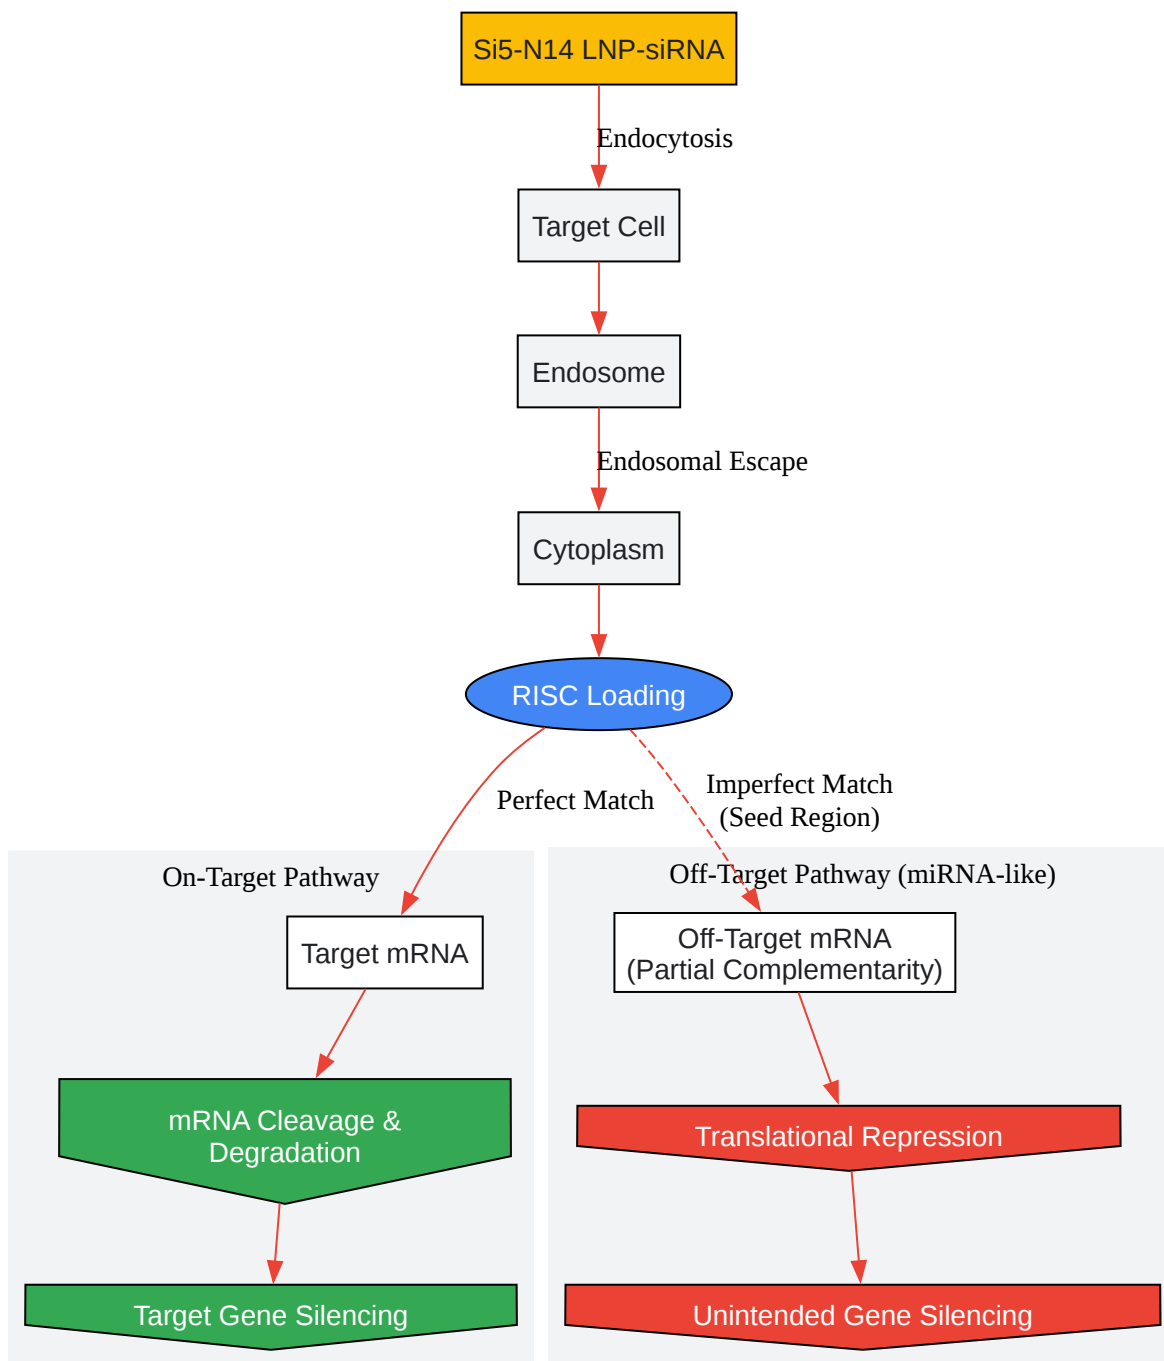 Si5-N14 LNP-siRNA
Endocytosis
Target Cell
Endosome
Endosomal Escape
Cytoplasm
RISC Loading
Perfect Match
Imperfect Match
(Seed Region)
On-Target Pathway
Target mRNA
mRNA Cleavage &
Degradation
Target Gene Silencing
Off-Target Pathway (miRNA-like)
Off-Target mRNA
(Partial Complementarity)
Translational Repression
Unintended Gene Silencing